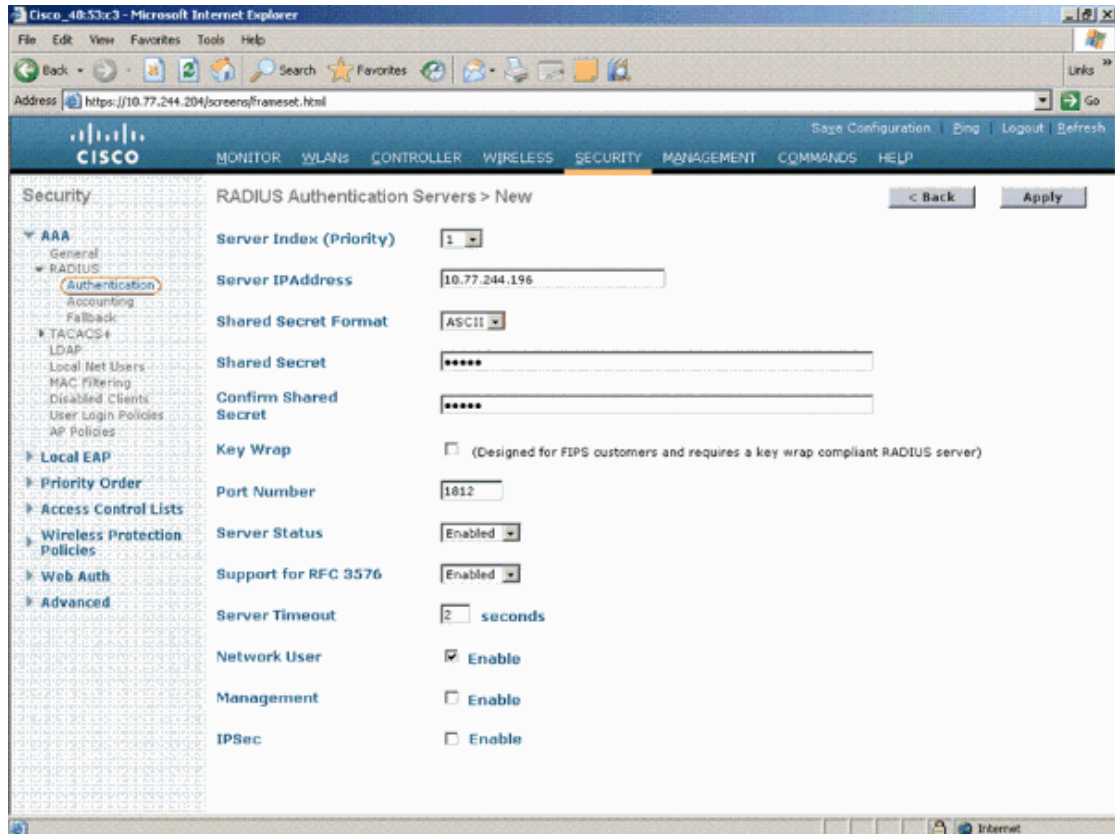 Cisco_48:53:c3 - Microsoft Internet Explorer
File Edit View Favorites Tools Help
Back Search Favorites Links »
Address https://10.77.244.204/screens/frameset.html Go
Save Configuration | Ping | Logout | Refresh
CISCO MONITOR WLANs CONTROLLER WIRELESS SECURITY MANAGEMENT COMMANDS HELP
Security
AAA
General
RADIUS
Authentication
Accounting
Fallback
TACACS+
LDAP
Local Net Users
MAC Filtering
Disabled Clients
User Login Policies
AP Policies
Local EAP
Priority Order
Access Control Lists
Wireless Protection
Policies
Web Auth
Advanced
RADIUS Authentication Servers > New
< Back Apply
Server Index (Priority) 1
Server IPAddress 10.77.244.196
Shared Secret Format ASCII
Shared Secret •••••
Confirm Shared
Secret •••••
Key Wrap (Designed for FIPS customers and requires a key wrap compliant RADIUS server)
Port Number 1812
Server Status Enabled
Support for RFC 3576 Enabled
Server Timeout 2 seconds
Network User Enable
Management Enable
IPSec Enable
Internet